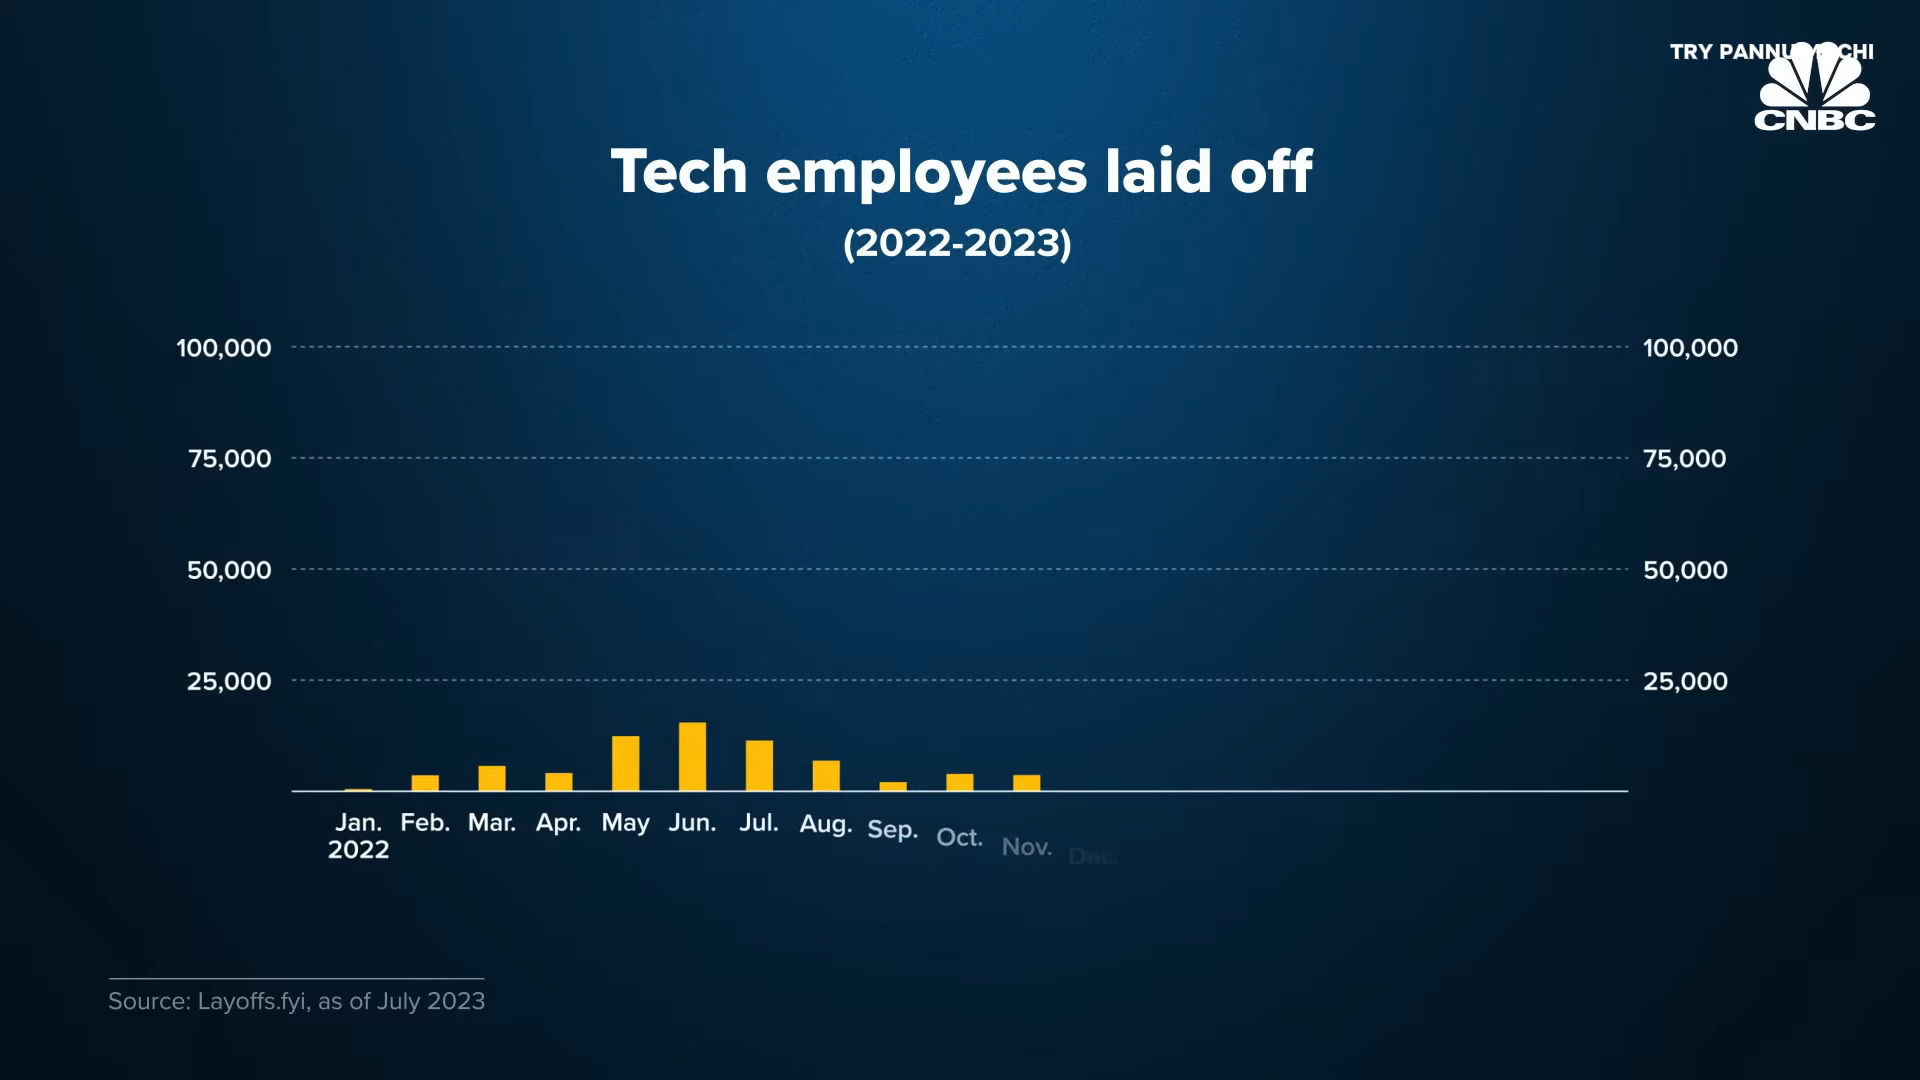 TRY PANNU
CHI
CNBC
Tech employees laid off
(2022-2023)
100,000 100,000
75,000 75,000
50,000 50,000
25,000 25,000
Jan. Feb. Mar. Apr. May Jun. Jul. Aug. Sep. Oct. Nov. Dec.
2022
Source: Layoffs.fyi, as of July 2023